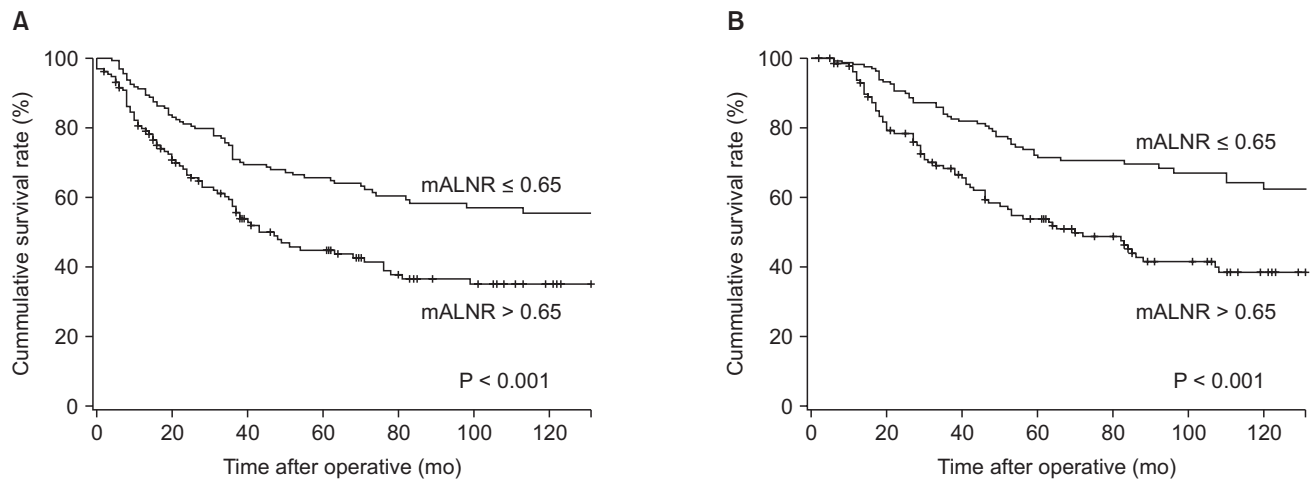 A
100
80
60
40
20
0
Cummulative survival rate (%)
mALNR ≤ 0.65
mALNR > 0.65
P < 0.001
0 20 40 60 80 100 120
Time after operative (mo)
B
100
80
60
40
20
0
Cummulative survival rate (%)
mALNR ≤ 0.65
mALNR > 0.65
P < 0.001
0 20 40 60 80 100 120
Time after operative (mo)